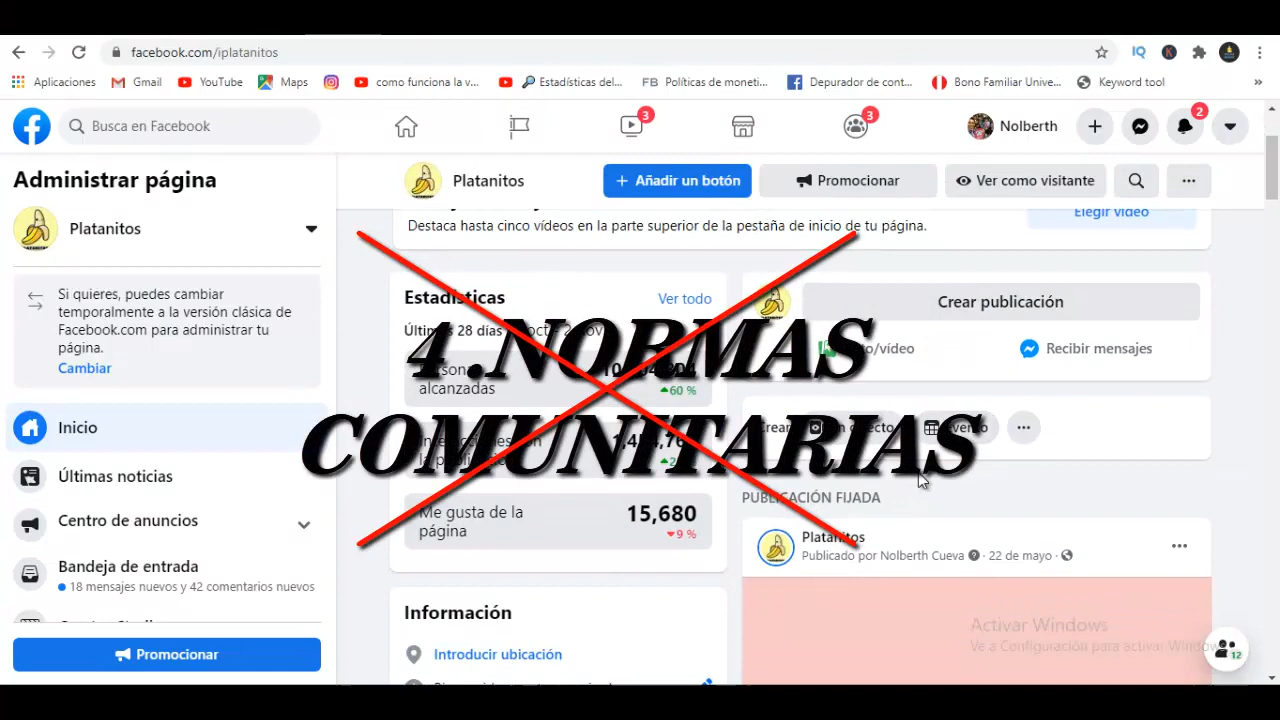 facebook.com/iplatanitos
Aplicaciones
Gmail
YouTube
Maps
como funciona la v...
Estadísticas del...
FB Políticas de moneti...
Depurador de cont...
Bono Familiar Unive...
Keyword tool
»
Busca en Facebook
3
3
Nolberth
2
Administrar página
Platanitos
+ Añadir un botón
Promocionar
Ver como visitante
Platanitos
Elegir vídeo
Destaca hasta cinco vídeos en la parte superior de la pestaña de inicio de tu página.
Si quieres, puedes cambiar
temporalmente a la versión clásica de
Facebook.com para administrar tu
página.
Cambiar
Estadísticas
Ver todo
28 días
alcanzadas
60 %
Me gusta de la
página
15,680
9 %
Crear publicación
Recibir mensajes
4 .NORMAS
COMUNITARIAS
Inicio
Últimas noticias
Centro de anuncios
Bandeja de entrada
18 mensajes nuevos y 42 comentarios nuevos
Promocionar
PUBLICACIÓN FIJADA
Platanitos
Publicado por Nolberth Cueva · 22 de mayo ·
Información
Introducir ubicación
Activar Windows
Ve a Configuración para activar Windows
12